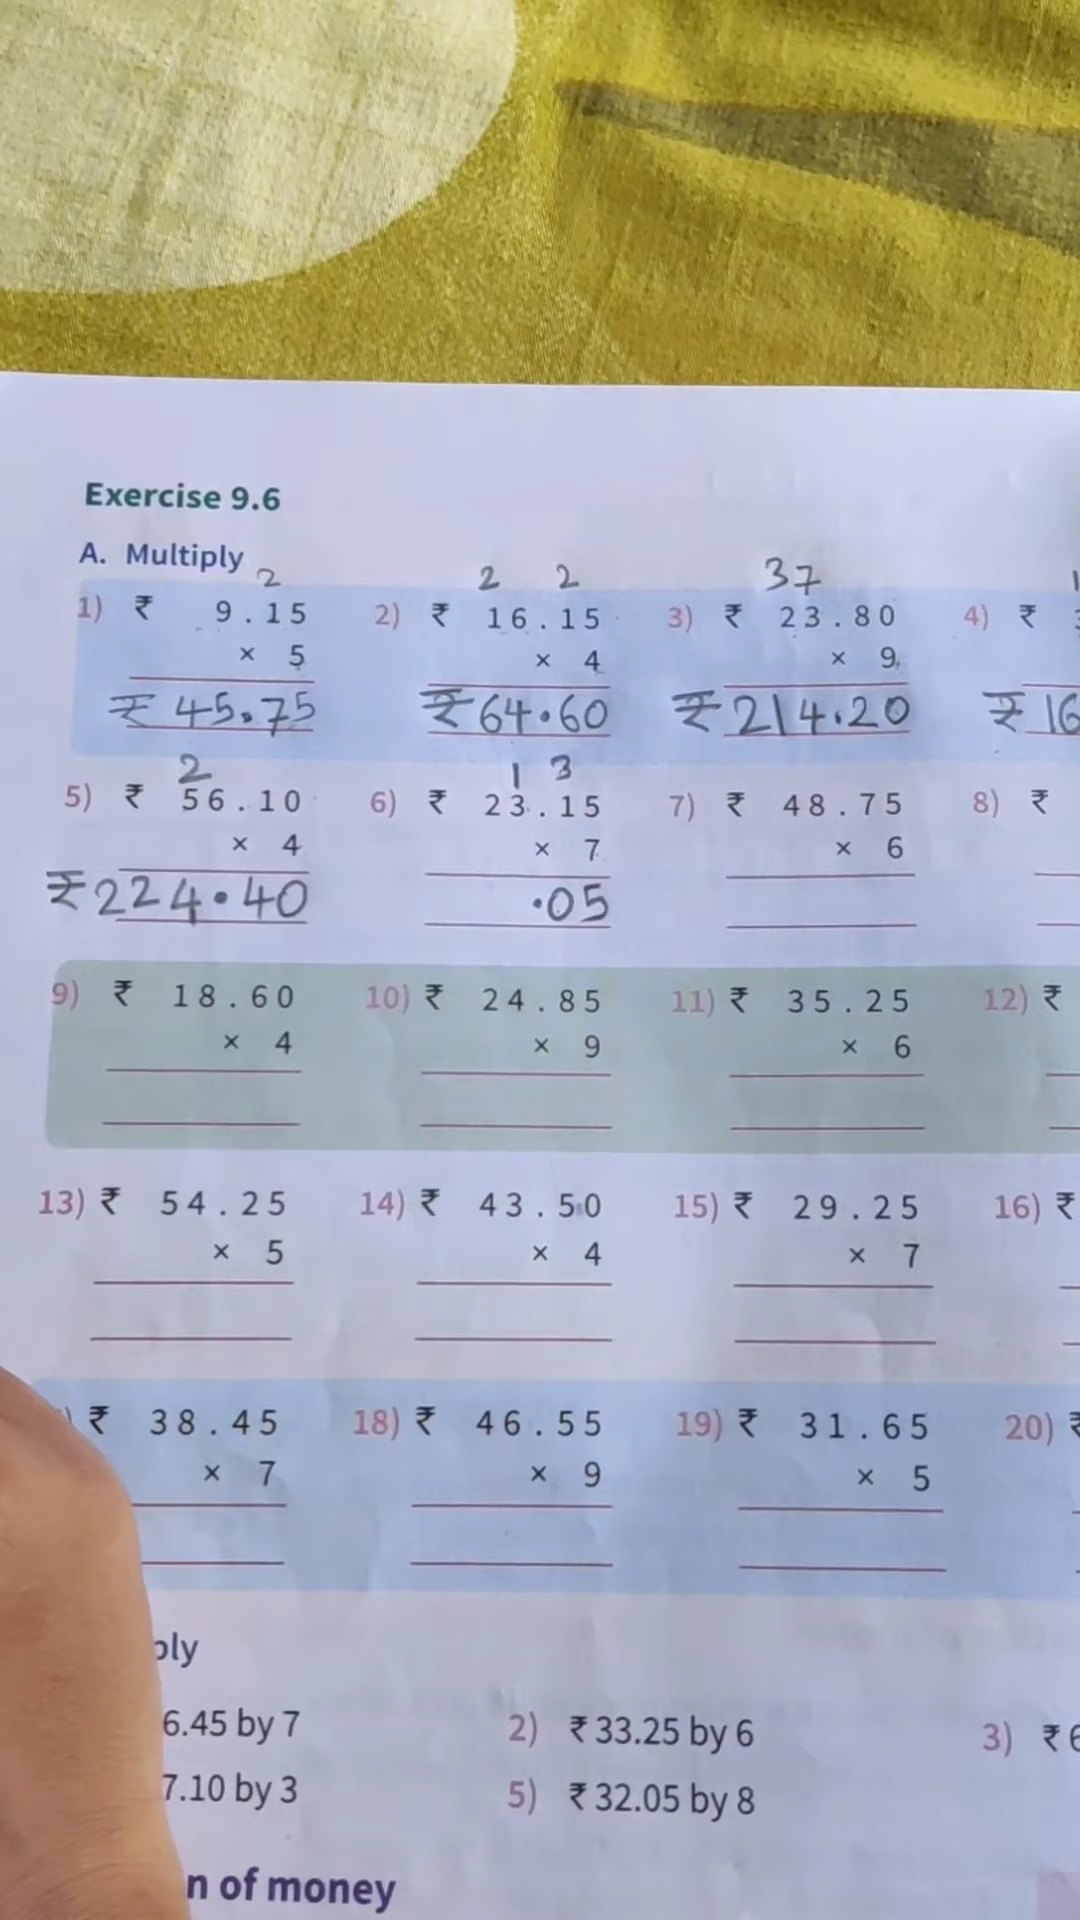 Exercise 9.6
A. Multiply
2 2 2 37 1
1) ₹ 9.15 2) ₹ 16.15 3) ₹ 23.80 4) ₹
× 5 × 4 × 9
₹45.75 ₹64.60 ₹214.20 ₹16
2 1 3
5) ₹ 56.10 6) ₹ 23.15 7) ₹ 48.75 8) ₹
× 4 × 7 × 6
₹224.40 .05
9) ₹ 18.60 10) ₹ 24.85 11) ₹ 35.25 12) ₹
× 4 × 9 × 6
13) ₹ 54.25 14) ₹ 43.50 15) ₹ 29.25 16) ₹
× 5 × 4 × 7
₹ 38.45 18) ₹ 46.55 19) ₹ 31.65 20) ₹
× 7 × 9 × 5
ply
6.45 by 7 2) ₹ 33.25 by 6 3) ₹ 6
7.10 by 3 5) ₹ 32.05 by 8
n of money